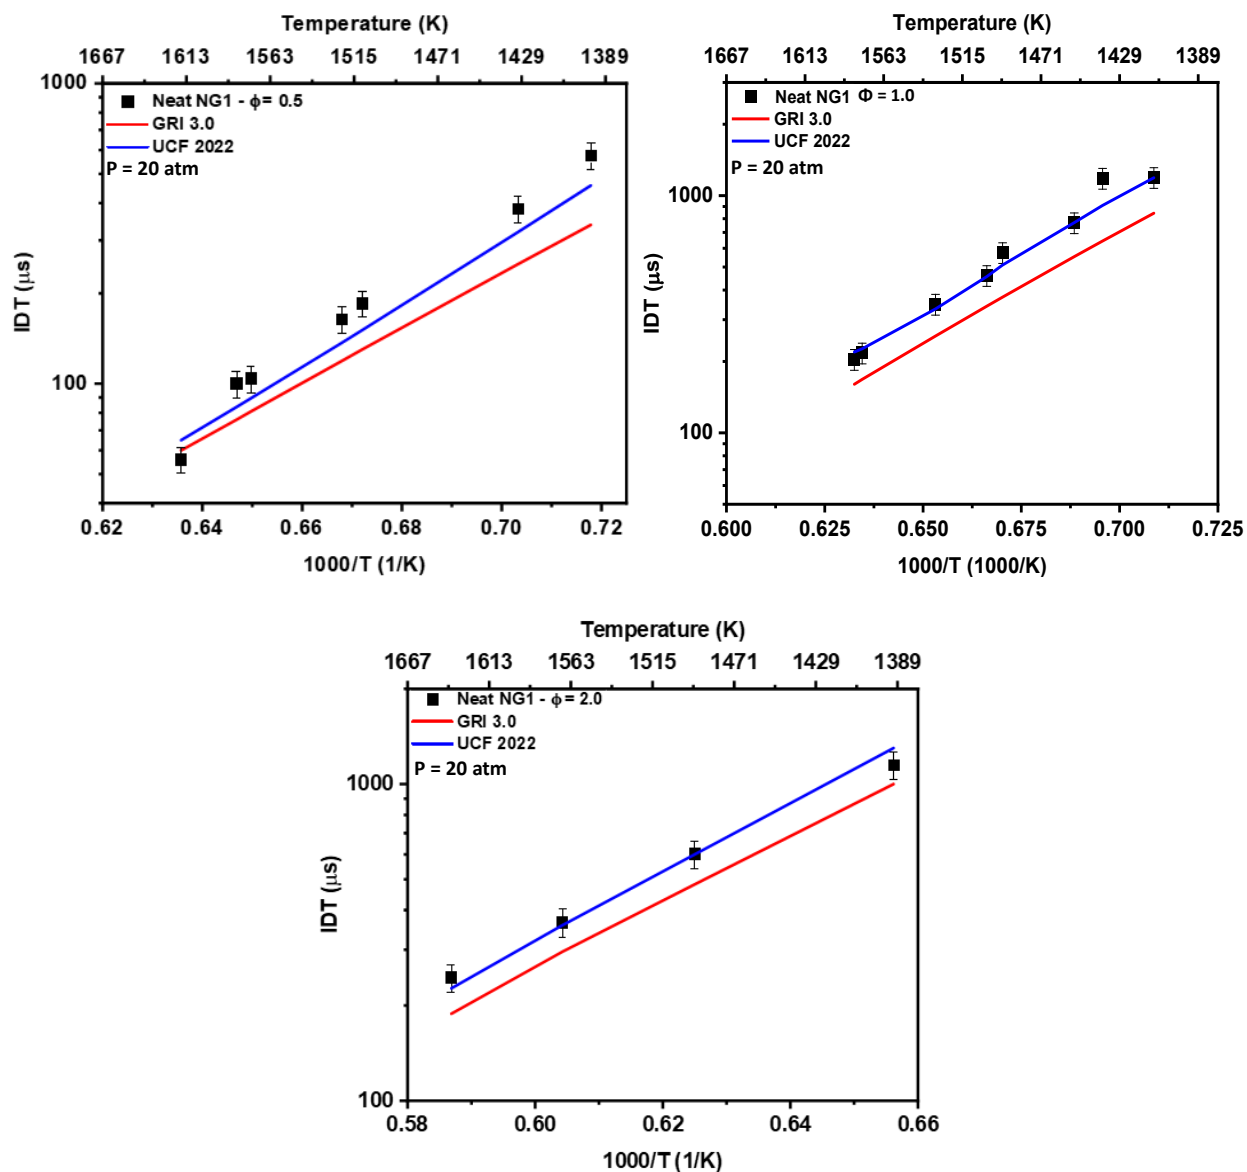 Temperature (K)
1667 1613 1563 1515 1471 1429 1389
1000
Neat NG1 - ϕ= 0.5
GRI 3.0
UCF 2022
P = 20 atm
IDT (μs)
100
0.62 0.64 0.66 0.68 0.70 0.72
1000/T (1/K)
Temperature (K)
1667 1613 1563 1515 1471 1429 1389
Neat NG1 Φ = 1.0
GRI 3.0
UCF 2022
P = 20 atm
1000
IDT (μs)
100
0.600 0.625 0.650 0.675 0.700 0.725
1000/T (1000/K)
Temperature (K)
1667 1613 1563 1515 1471 1429 1389
Neat NG1 - ϕ= 2.0
GRI 3.0
UCF 2022
P = 20 atm
1000
IDT (μs)
100
0.58 0.60 0.62 0.64 0.66
1000/T (1/K)